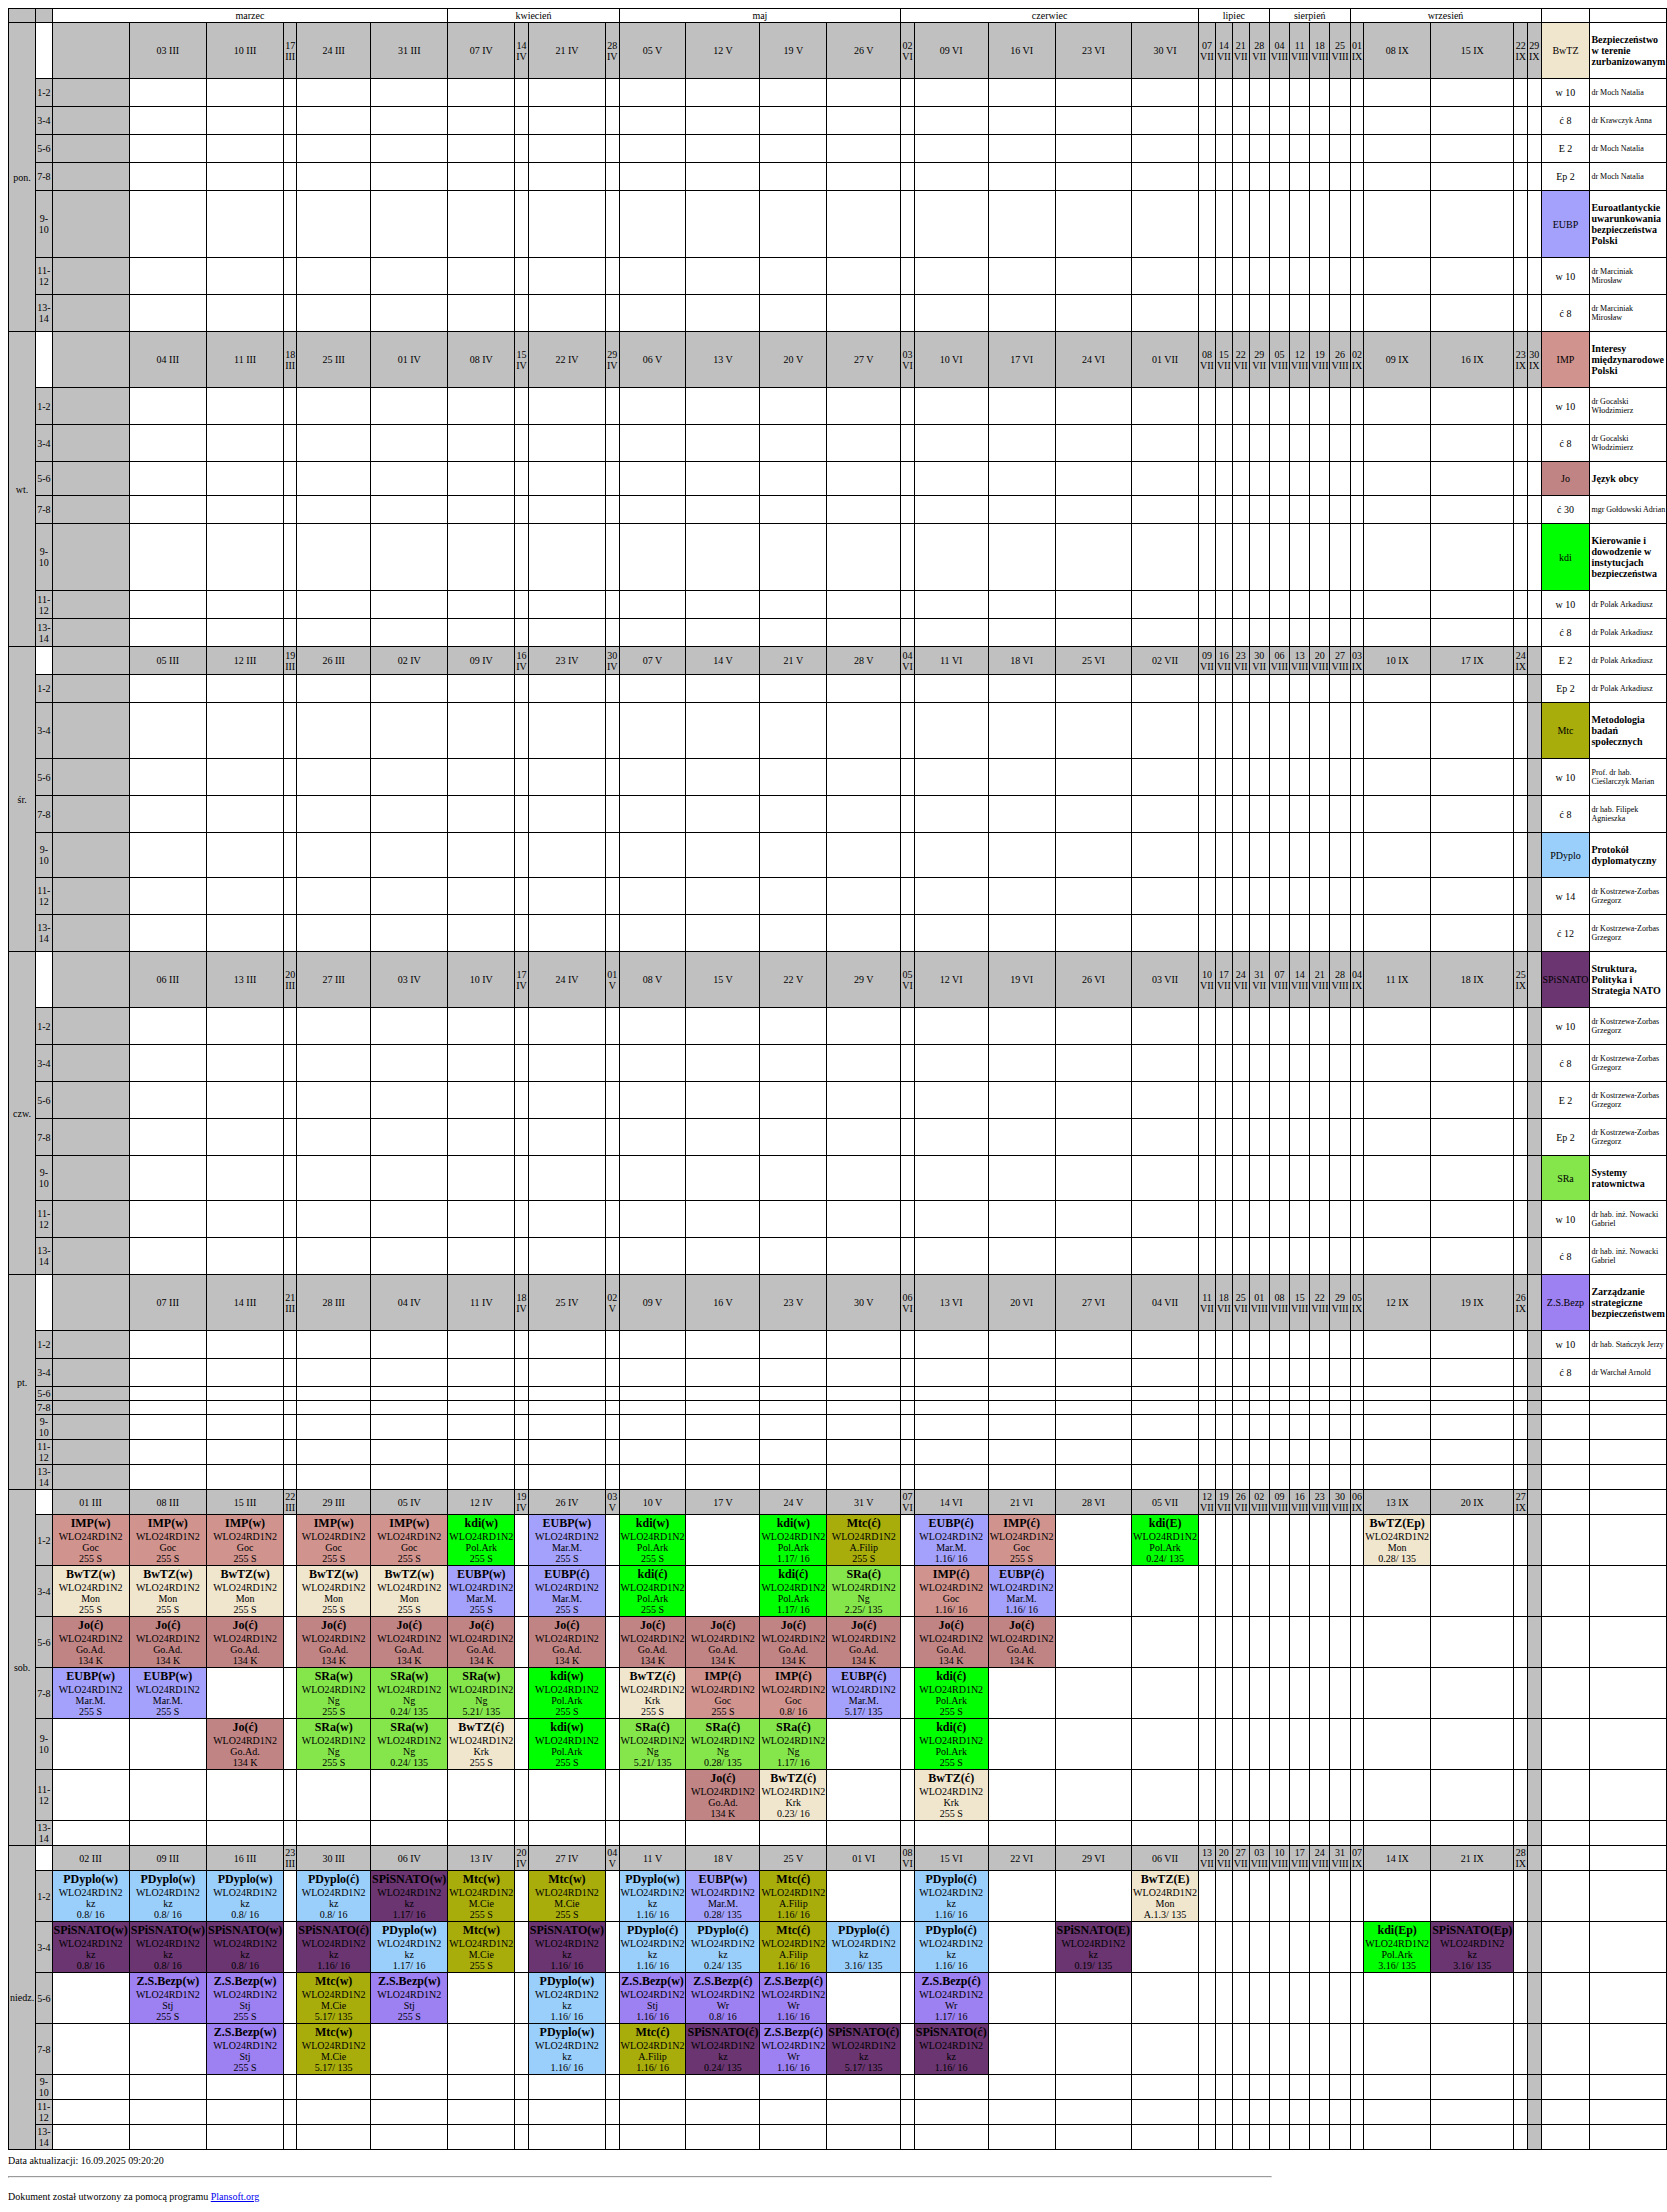 marzec kwiecień maj czerwiec lipiec sierpień wrzesień
pon. 03 III 10 III 17 III 24 III 31 III 07 IV 14 IV 21 IV 28 IV 05 V 12 V 19 V 26 V 02 VI 09 VI 16 VI 23 VI 30 VI 07 VII 14 VII 21 VII 28 VII 04 VIII 11 VIII 18 VIII 25 VIII 01 IX 08 IX 15 IX 22 IX 29 IX BwTZ Bezpieczeństwo w terenie zurbanizowanym
1-2 w 10 dr Moch Natalia
3-4 ć 8 dr Krawczyk Anna
5-6 E 2 dr Moch Natalia
7-8 Ep 2 dr Moch Natalia
9-10 EUBP Euroatlantyckie uwarunkowania bezpieczeństwa Polski
11-12 w 10 dr Marciniak Mirosław
13-14 ć 8 dr Marciniak Mirosław
wt. 04 III 11 III 18 III 25 III 01 IV 08 IV 15 IV 22 IV 29 IV 06 V 13 V 20 V 27 V 03 VI 10 VI 17 VI 24 VI 01 VII 08 VII 15 VII 22 VII 29 VII 05 VIII 12 VIII 19 VIII 26 VIII 02 IX 09 IX 16 IX 23 IX 30 IX IMP Interesy międzynarodowe Polski
1-2 w 10 dr Gocalski Włodzimierz
3-4 ć 8 dr Gocalski Włodzimierz
5-6 Jo Język obcy
7-8 ć 30 mgr Gołdowski Adrian
9-10 kdi Kierowanie i dowodzenie w instytucjach bezpieczeństwa
11-12 w 10 dr Polak Arkadiusz
13-14 ć 8 dr Polak Arkadiusz
śr. 05 III 12 III 19 III 26 III 02 IV 09 IV 16 IV 23 IV 30 IV 07 V 14 V 21 V 28 V 04 VI 11 VI 18 VI 25 VI 02 VII 09 VII 16 VII 23 VII 30 VII 06 VIII 13 VIII 20 VIII 27 VIII 03 IX 10 IX 17 IX 24 IX E 2 dr Polak Arkadiusz
1-2 Ep 2 dr Polak Arkadiusz
3-4 Mtc Metodologia badań społecznych
5-6 w 10 Prof. dr hab. Cieślarczyk Marian
7-8 ć 8 dr hab. Filipek Agnieszka
9-10 PDyplo Protokół dyplomatyczny
11-12 w 14 dr Kostrzewa-Zorbas Grzegorz
13-14 ć 12 dr Kostrzewa-Zorbas Grzegorz
czw. 06 III 13 III 20 III 27 III 03 IV 10 IV 17 IV 24 IV 01 V 08 V 15 V 22 V 29 V 05 VI 12 VI 19 VI 26 VI 03 VII 10 VII 17 VII 24 VII 31 VII 07 VIII 14 VIII 21 VIII 28 VIII 04 IX 11 IX 18 IX 25 IX SPiSNATO Struktura, Polityka i Strategia NATO
1-2 w 10 dr Kostrzewa-Zorbas Grzegorz
3-4 ć 8 dr Kostrzewa-Zorbas Grzegorz
5-6 E 2 dr Kostrzewa-Zorbas Grzegorz
7-8 Ep 2 dr Kostrzewa-Zorbas Grzegorz
9-10 SRa Systemy ratownictwa
11-12 w 10 dr hab. inż. Nowacki Gabriel
13-14 ć 8 dr hab. inż. Nowacki Gabriel
pt. 07 III 14 III 21 III 28 III 04 IV 11 IV 18 IV 25 IV 02 V 09 V 16 V 23 V 30 V 06 VI 13 VI 20 VI 27 VI 04 VII 11 VII 18 VII 25 VII 01 VIII 08 VIII 15 VIII 22 VIII 29 VIII 05 IX 12 IX 19 IX 26 IX Z.S.Bezp Zarządzanie strategiczne bezpieczeństwem
1-2 w 10 dr hab. Stańczyk Jerzy
3-4 ć 8 dr Warchał Arnold
5-6
7-8
9-10
11-12
13-14
sob. 01 III 08 III 15 III 22 III 29 III 05 IV 12 IV 19 IV 26 IV 03 V 10 V 17 V 24 V 31 V 07 VI 14 VI 21 VI 28 VI 05 VII 12 VII 19 VII 26 VII 02 VIII 09 VIII 16 VIII 23 VIII 30 VIII 06 IX 13 IX 20 IX 27 IX
1-2 IMP(w) IMP(w) IMP(w) IMP(w) IMP(w) kdi(w) EUBP(w) kdi(w) kdi(w) Mtc(ć) EUBP(ć) IMP(ć) kdi(E) BwTZ(Ep)
WLO24RD1N2 WLO24RD1N2 WLO24RD1N2 WLO24RD1N2 WLO24RD1N2 WLO24RD1N2 WLO24RD1N2 WLO24RD1N2 WLO24RD1N2 WLO24RD1N2 WLO24RD1N2 WLO24RD1N2 WLO24RD1N2 WLO24RD1N2
Goc Goc Goc Goc Goc Pol.Ark Mar.M. Pol.Ark Pol.Ark A.Filip Mar.M. Goc Pol.Ark Mon
255 S 255 S 255 S 255 S 255 S 255 S 255 S 255 S 1.17/ 16 255 S 1.16/ 16 255 S 0.24/ 135 0.28/ 135
3-4 BwTZ(w) BwTZ(w) BwTZ(w) BwTZ(w) BwTZ(w) EUBP(w) EUBP(ć) kdi(ć) kdi(ć) SRa(ć) IMP(ć) EUBP(ć)
WLO24RD1N2 WLO24RD1N2 WLO24RD1N2 WLO24RD1N2 WLO24RD1N2 WLO24RD1N2 WLO24RD1N2 WLO24RD1N2 WLO24RD1N2 WLO24RD1N2 WLO24RD1N2 WLO24RD1N2
Mon Mon Mon Mon Mon Mar.M. Mar.M. Pol.Ark Pol.Ark Ng Goc Mar.M.
255 S 255 S 255 S 255 S 255 S 255 S 255 S 255 S 1.17/ 16 2.25/ 135 1.16/ 16 1.16/ 16
5-6 Jo(ć) Jo(ć) Jo(ć) Jo(ć) Jo(ć) Jo(ć) Jo(ć) Jo(ć) Jo(ć) Jo(ć) Jo(ć) Jo(ć) Jo(ć)
WLO24RD1N2 WLO24RD1N2 WLO24RD1N2 WLO24RD1N2 WLO24RD1N2 WLO24RD1N2 WLO24RD1N2 WLO24RD1N2 WLO24RD1N2 WLO24RD1N2 WLO24RD1N2 WLO24RD1N2 WLO24RD1N2
Go.Ad. Go.Ad. Go.Ad. Go.Ad. Go.Ad. Go.Ad. Go.Ad. Go.Ad. Go.Ad. Go.Ad. Go.Ad. Go.Ad. Go.Ad.
134 K 134 K 134 K 134 K 134 K 134 K 134 K 134 K 134 K 134 K 134 K 134 K 134 K
7-8 EUBP(w) EUBP(w) SRa(w) SRa(w) SRa(w) kdi(w) BwTZ(ć) IMP(ć) IMP(ć) EUBP(ć) kdi(ć)
WLO24RD1N2 WLO24RD1N2 WLO24RD1N2 WLO24RD1N2 WLO24RD1N2 WLO24RD1N2 WLO24RD1N2 WLO24RD1N2 WLO24RD1N2 WLO24RD1N2 WLO24RD1N2
Mar.M. Mar.M. Ng Ng Ng Pol.Ark Krk Goc Goc Mar.M. Pol.Ark
255 S 255 S 255 S 0.24/ 135 5.21/ 135 255 S 255 S 255 S 0.8/ 16 5.17/ 135 255 S
9-10 Jo(ć) SRa(w) SRa(w) BwTZ(ć) kdi(w) SRa(ć) SRa(ć) SRa(ć) kdi(ć)
WLO24RD1N2 WLO24RD1N2 WLO24RD1N2 WLO24RD1N2 WLO24RD1N2 WLO24RD1N2 WLO24RD1N2 WLO24RD1N2 WLO24RD1N2
Go.Ad. Ng Ng Krk Pol.Ark Ng Ng Ng Pol.Ark
134 K 255 S 0.24/ 135 255 S 255 S 5.21/ 135 0.28/ 135 1.17/ 16 255 S
11-12 Jo(ć) BwTZ(ć) BwTZ(ć)
WLO24RD1N2 WLO24RD1N2 WLO24RD1N2
Go.Ad. Krk Krk
134 K 0.23/ 16 255 S
13-14
niedz. 02 III 09 III 16 III 23 III 30 III 06 IV 13 IV 20 IV 27 IV 04 V 11 V 18 V 25 V 01 VI 08 VI 15 VI 22 VI 29 VI 06 VII 13 VII 20 VII 27 VII 03 VIII 10 VIII 17 VIII 24 VIII 31 VIII 07 IX 14 IX 21 IX 28 IX
1-2 PDyplo(w) PDyplo(w) PDyplo(w) PDyplo(ć) SPiSNATO(w) Mtc(w) Mtc(w) PDyplo(w) EUBP(w) Mtc(ć) PDyplo(ć) BwTZ(E)
WLO24RD1N2 WLO24RD1N2 WLO24RD1N2 WLO24RD1N2 WLO24RD1N2 WLO24RD1N2 WLO24RD1N2 WLO24RD1N2 WLO24RD1N2 WLO24RD1N2 WLO24RD1N2 WLO24RD1N2
kz kz kz kz kz M.Cie M.Cie kz Mar.M. A.Filip kz Mon
0.8/ 16 0.8/ 16 0.8/ 16 0.8/ 16 1.17/ 16 255 S 255 S 1.16/ 16 0.28/ 135 1.16/ 16 1.16/ 16 A.1.3/ 135
3-4 SPiSNATO(w) SPiSNATO(w) SPiSNATO(w) SPiSNATO(ć) PDyplo(w) Mtc(w) SPiSNATO(w) PDyplo(ć) PDyplo(ć) Mtc(ć) PDyplo(ć) PDyplo(ć) SPiSNATO(E) kdi(Ep) SPiSNATO(Ep)
WLO24RD1N2 WLO24RD1N2 WLO24RD1N2 WLO24RD1N2 WLO24RD1N2 WLO24RD1N2 WLO24RD1N2 WLO24RD1N2 WLO24RD1N2 WLO24RD1N2 WLO24RD1N2 WLO24RD1N2 WLO24RD1N2 WLO24RD1N2 WLO24RD1N2
kz kz kz kz kz M.Cie kz kz kz A.Filip kz kz kz Pol.Ark kz
0.8/ 16 0.8/ 16 0.8/ 16 1.16/ 16 1.17/ 16 255 S 1.16/ 16 1.16/ 16 0.24/ 135 1.16/ 16 3.16/ 135 1.16/ 16 0.19/ 135 3.16/ 135 3.16/ 135
5-6 Z.S.Bezp(w) Z.S.Bezp(w) Mtc(w) Z.S.Bezp(w) PDyplo(w) Z.S.Bezp(w) Z.S.Bezp(ć) Z.S.Bezp(ć) Z.S.Bezp(ć)
WLO24RD1N2 WLO24RD1N2 WLO24RD1N2 WLO24RD1N2 WLO24RD1N2 WLO24RD1N2 WLO24RD1N2 WLO24RD1N2 WLO24RD1N2
Stj Stj M.Cie Stj kz Stj Wr Wr Wr
255 S 255 S 5.17/ 135 255 S 1.16/ 16 1.16/ 16 0.8/ 16 1.16/ 16 1.17/ 16
7-8 Z.S.Bezp(w) Mtc(w) PDyplo(w) Mtc(ć) SPiSNATO(ć) Z.S.Bezp(ć) SPiSNATO(ć) SPiSNATO(ć)
WLO24RD1N2 WLO24RD1N2 WLO24RD1N2 WLO24RD1N2 WLO24RD1N2 WLO24RD1N2 WLO24RD1N2 WLO24RD1N2
Stj M.Cie kz A.Filip kz Wr kz kz
255 S 5.17/ 135 1.16/ 16 1.16/ 16 0.24/ 135 1.16/ 16 5.17/ 135 1.16/ 16
9-10
11-12
13-14
Data aktualizacji: 16.09.2025 09:20:20
Dokument został utworzony za pomocą programu Plansoft.org